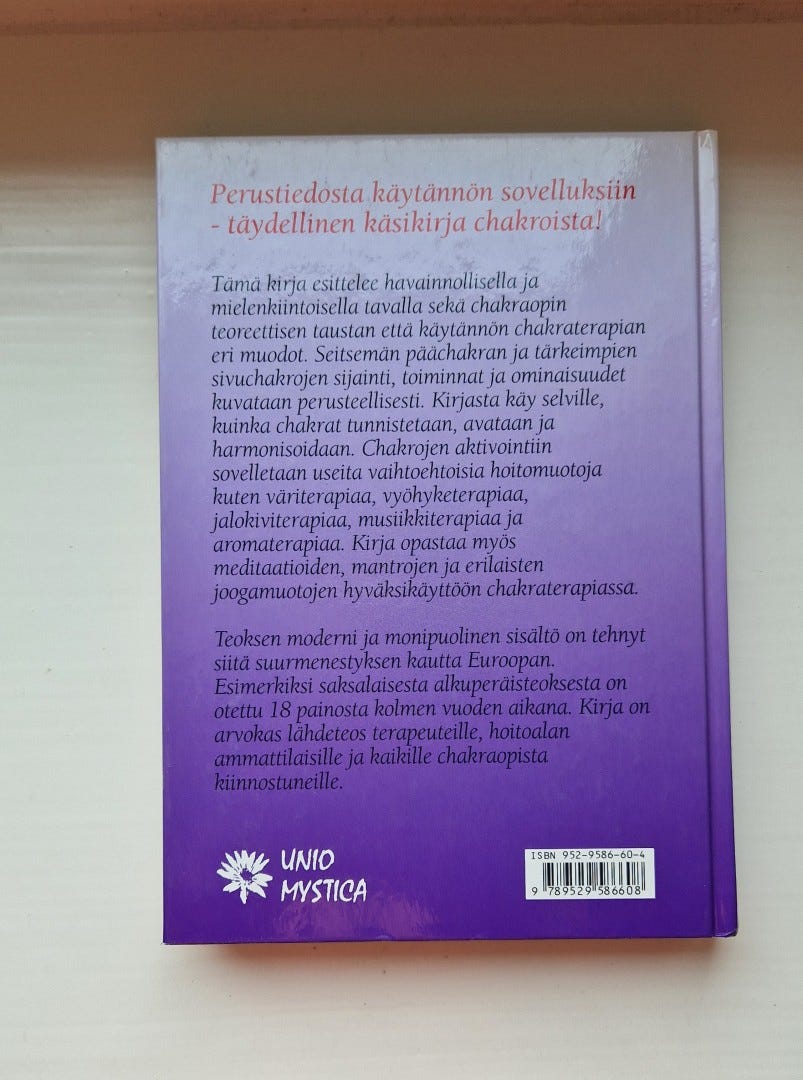 Perustiedosta käytännön sovelluksiin
- täydellinen käsikirja chakroista!
Tämä kirja esittelee havainnollisella ja
mielenkiintoisella tavalla sekä chakraopin
teoreettisen taustan että käytännön chakraterapian
eri muodot. Seitsemän päächakran ja tärkeimpien
sivuchakrojen sijainti, toiminnat ja ominaisuudet
kuvataan perusteellisesti. Kirjasta käy selville,
kuinka chakrat tunnistetaan, avataan ja
harmonisoidaan. Chakrojen aktivointiin
sovelletaan useita vaihtoehtoisia hoitomuotoja
kuten väriterapiaa, vyöhyketerapiaa,
jalokiviterapiaa, musiikkiterapiaa ja
aromaterapiaa. Kirja opastaa myös
meditaatioiden, mantrojen ja erilaisten
joogamuotojen hyväksikäyttöön chakraterapiassa.
Teoksen moderni ja monipuolinen sisältö on tehnyt
siitä suurmenestyksen kautta Euroopan.
Esimerkiksi saksalaisesta alkuperäisteoksesta on
otettu 18 painosta kolmen vuoden aikana. Kirja on
arvokas lähdeteos terapeuteille, hoitoalan
ammattilaisille ja kaikille chakraopista
kiinnostuneille.
UNIO
MYSTICA
ISBN 952-9586-60-4
9 789529 586608